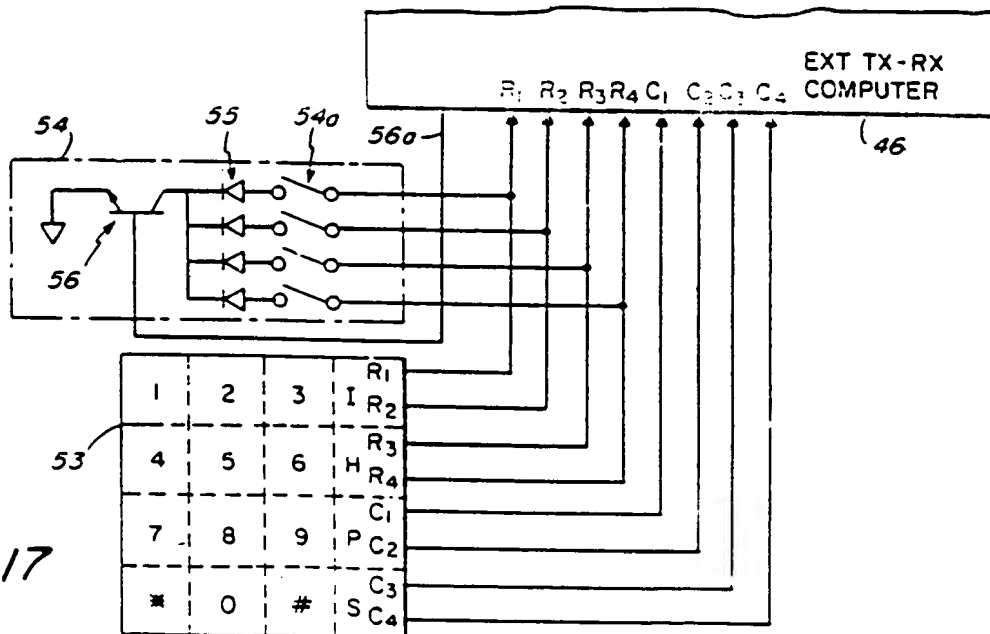 EXT TX-RX
R1 R2 R3 R4 C1 C2 C3 C4 COMPUTER
54
55
54a
56a
46
56
R1
1 2 3 I
R2
53
R3
4 5 6 H
R4
C1
7 8 9 P
C2
17
C3
* 0 # S
C4